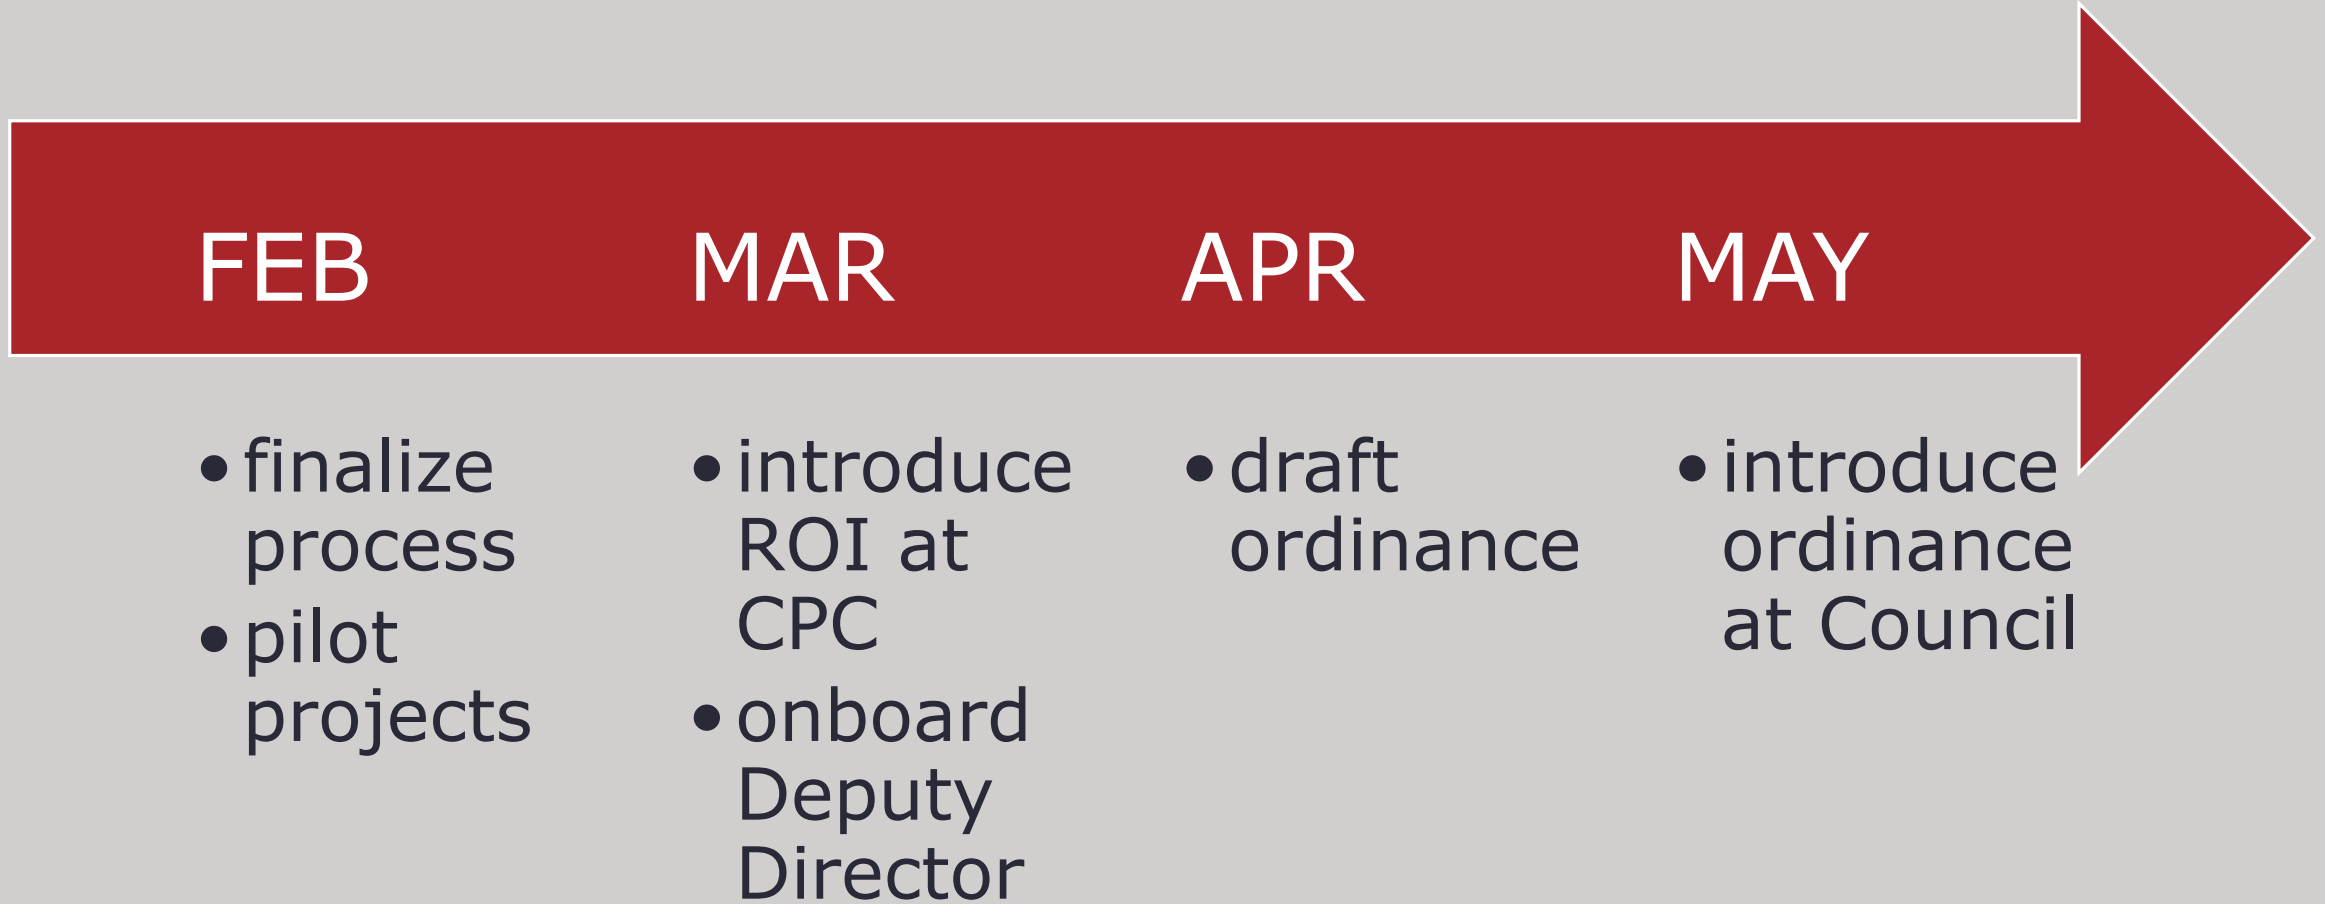 FEB
MAR
APR
MAY
• finalize
process
• pilot
projects
• introduce
ROI at
CPC
• onboard
Deputy
Director
• draft
ordinance
• introduce
ordinance
at Council